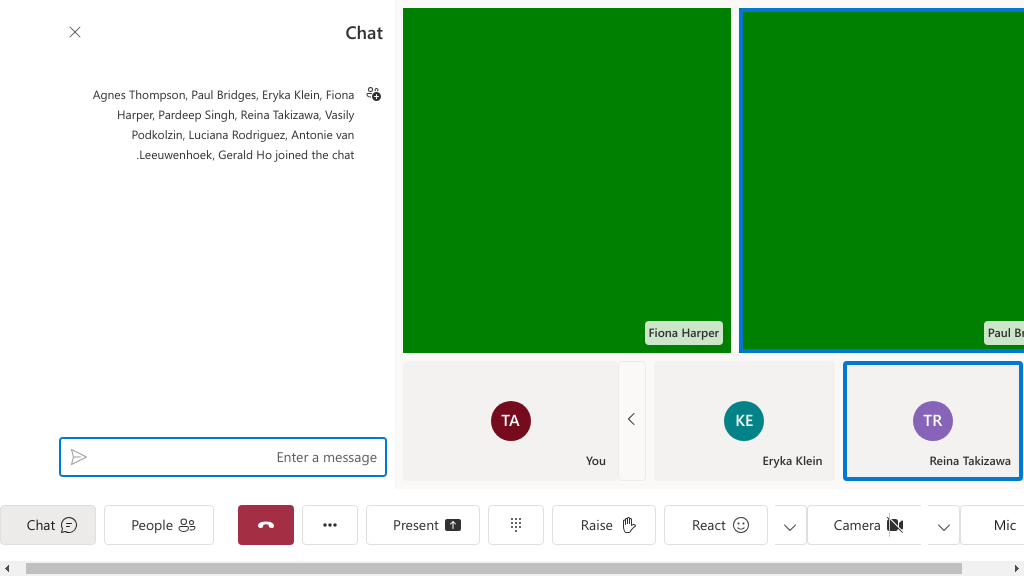 Chat
Agnes Thompson, Paul Bridges, Eryka Klein, Fiona
Harper, Pardeep Singh, Reina Takizawa, Vasily
Podkolzin, Luciana Rodriguez, Antonie van
.Leeuwenhoek, Gerald Ho joined the chat
Enter a message
Fiona Harper
Paul Br
TA
You
KE
Eryka Klein
TR
Reina Takizawa
Chat
People
Present
Raise
React
Camera
Mic